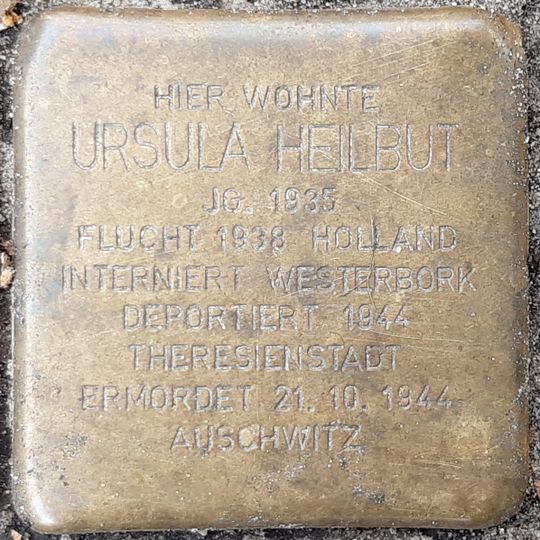 HIER WOHNTE
URSULA HEILBUT
JG. 1935
FLUCHT 1938 HOLLAND
INTERNIERT WESTERBORK
DEPORTIERT 1944
THERESIENSTADT
ERMORDET 21. 10. 1944
AUSCHWITZ